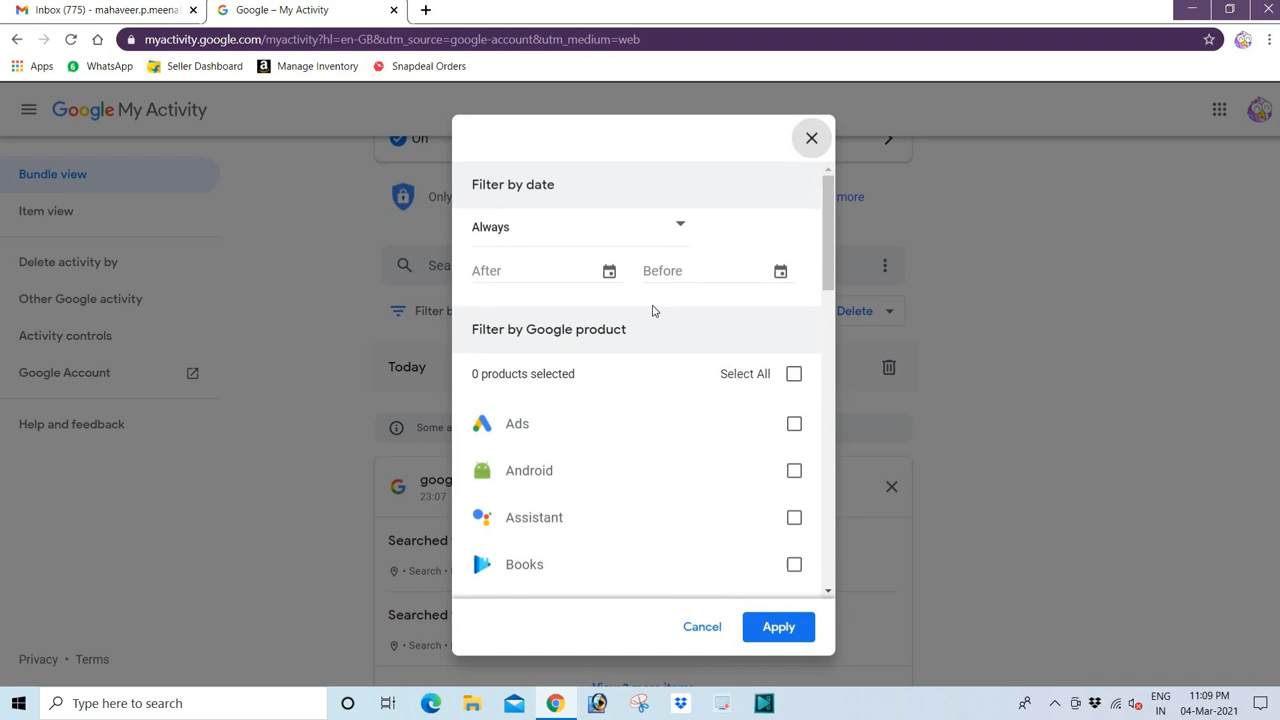 Inbox (775) - mahaveer.p.meena
Google – My Activity
myactivity.google.com/myactivity?hl=en-GB&utm_source=google-account&utm_medium=web
Apps
WhatsApp
Seller Dashboard
Manage Inventory
Snapdeal Orders
Google My Activity
On
Bundle view
Only
more
Item view
Delete activity by
Other Google activity
Activity controls
Google Account
Help and feedback
Sea
Filter b
Delete
Today
Some a
goog
23:07
Searched
• Search •
Searched
• Search •
Filter by date
Always
After
Before
Filter by Google product
0 products selected
Select All
Ads
Android
Assistant
Books
Cancel
Apply
Privacy • Terms
Type here to search
ENG
IN
11:09 PM
04-Mar-2021